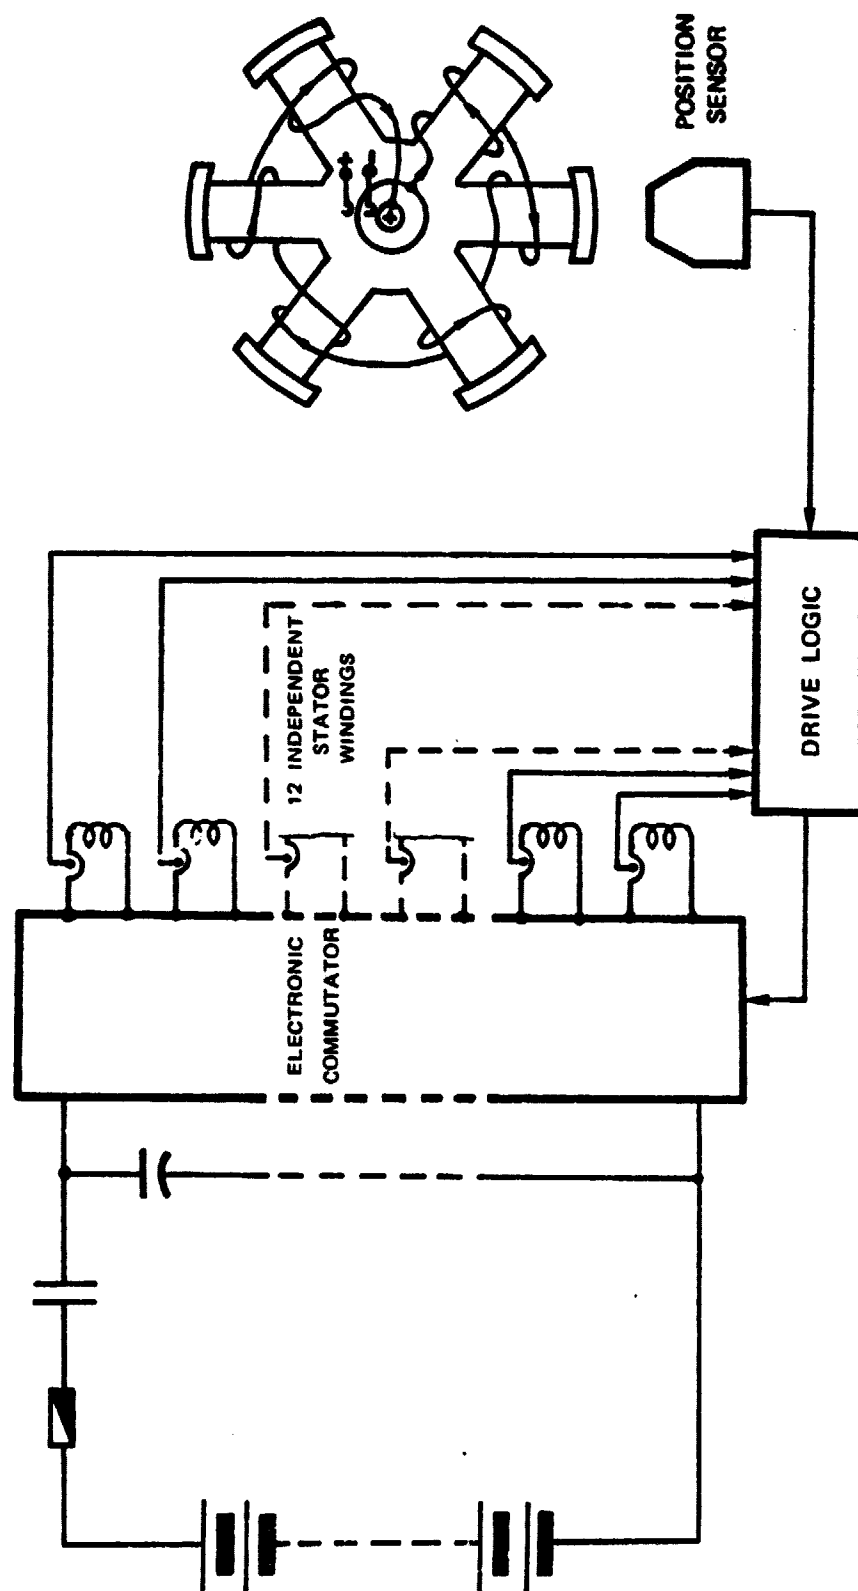 POSITION
SENSOR
+
−
+
12 INDEPENDENT
STATOR
WINDINGS
DRIVE LOGIC
ELECTRONIC
COMMUTATOR